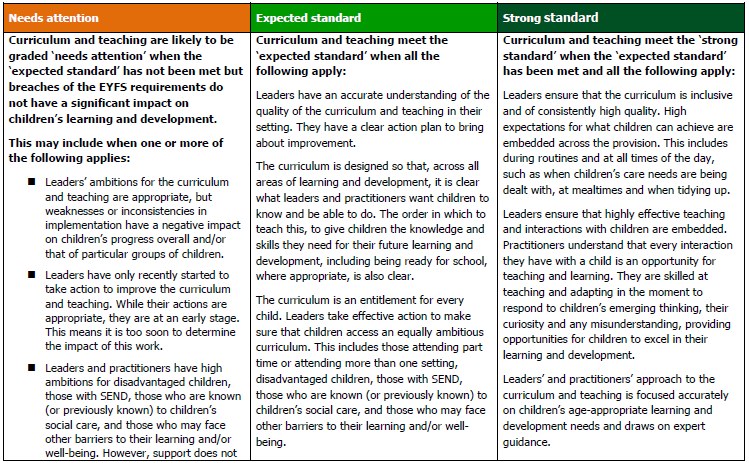 Needs attention
Curriculum and teaching are likely to be
graded ‘needs attention’ when the
‘expected standard’ has not been met but
breaches of the EYFS requirements do
not have a significant impact on
children’s learning and development.
This may include when one or more of
the following applies:
■ Leaders’ ambitions for the curriculum
and teaching are appropriate, but
weaknesses or inconsistencies in
implementation have a negative impact
on children’s progress overall and/or
that of particular groups of children.
■ Leaders have only recently started to
take action to improve the curriculum
and teaching. While their actions are
appropriate, they are at an early stage.
This means it is too soon to determine
the impact of this work.
■ Leaders and practitioners have high
ambitions for disadvantaged children,
those with SEND, those who are known
(or previously known) to children’s
social care, and those who may face
other barriers to their learning and/or
well-being. However, support does not
Expected standard
Curriculum and teaching meet the
‘expected standard’ when all the
following apply:
Leaders have an accurate understanding of the
quality of the curriculum and teaching in their
setting. They have a clear action plan to bring
about improvement.
The curriculum is designed so that, across all
areas of learning and development, it is clear
what leaders and practitioners want children to
know and be able to do. The order in which to
teach this, to give children the knowledge and
skills they need for their future learning and
development, including being ready for school,
where appropriate, is also clear.
The curriculum is an entitlement for every
child. Leaders take effective action to make
sure that children access an equally ambitious
curriculum. This includes those attending part
time or attending more than one setting,
disadvantaged children, those with SEND,
those who are known (or previously known) to
children’s social care, and those who may face
other barriers to their learning and/or well-
being.
Strong standard
Curriculum and teaching meet the ‘strong
standard’ when the ‘expected standard’
has been met and all the following apply:
Leaders ensure that the curriculum is inclusive
and of consistently high quality. High
expectations for what children can achieve are
embedded across the provision. This includes
during routines and at all times of the day,
such as when children’s care needs are being
dealt with, at mealtimes and when tidying up.
Leaders ensure that highly effective teaching
and interactions with children are embedded.
Practitioners understand that every interaction
they have with a child is an opportunity for
teaching and learning. They are skilled at
teaching and adapting in the moment to
respond to children’s emerging thinking, their
curiosity and any misunderstanding, providing
opportunities for children to excel in their
learning and development.
Leaders’ and practitioners’ approach to the
curriculum and teaching is focused accurately
on children’s age-appropriate learning and
development needs and draws on expert
guidance.